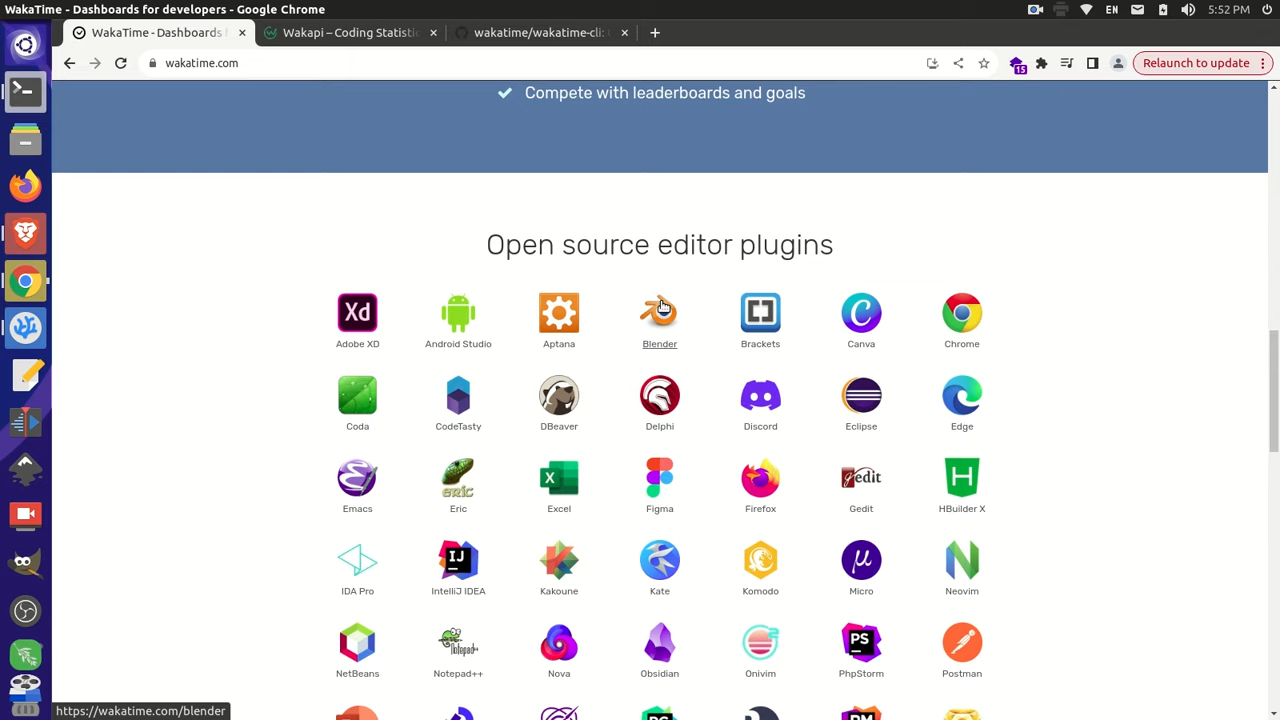 WakaTime - Dashboards for developers - Google Chrome
EN
5:52 PM
WakaTime - Dashboards f
Wakapi – Coding Statistic
wakatime/wakatime-cli: C
wakatime.com
15
Relaunch to update
Compete with leaderboards and goals
Open source editor plugins
Xd
Adobe XD
Android Studio
Aptana
Blender
Brackets
Canva
Chrome
Coda
CodeTasty
DBeaver
Delphi
Discord
Eclipse
Edge
Emacs
Eric
Excel
Figma
Firefox
Gedit
HBuilder X
IDA Pro
IntelliJ IDEA
Kakoune
Kate
Komodo
Micro
Neovim
NetBeans
Notepad++
Nova
Obsidian
Onivim
PhpStorm
Postman
https://wakatime.com/blender